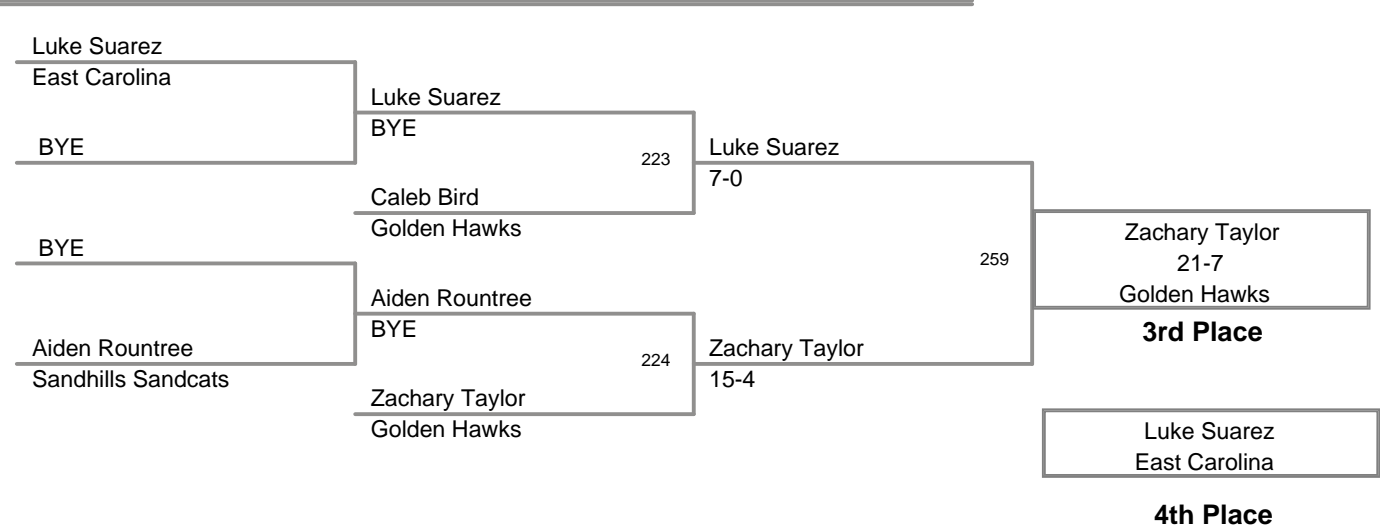 Luke Suarez
East Carolina
BYE
BYE
Aiden Rountree
Sandhills Sandcats
Luke Suarez
BYE
223
Caleb Bird
Golden Hawks
Aiden Rountree
BYE
224
Zachary Taylor
Golden Hawks
Luke Suarez
7-0
259
Zachary Taylor
15-4
Zachary Taylor
21-7
Golden Hawks
3rd Place
Luke Suarez
East Carolina
4th Place